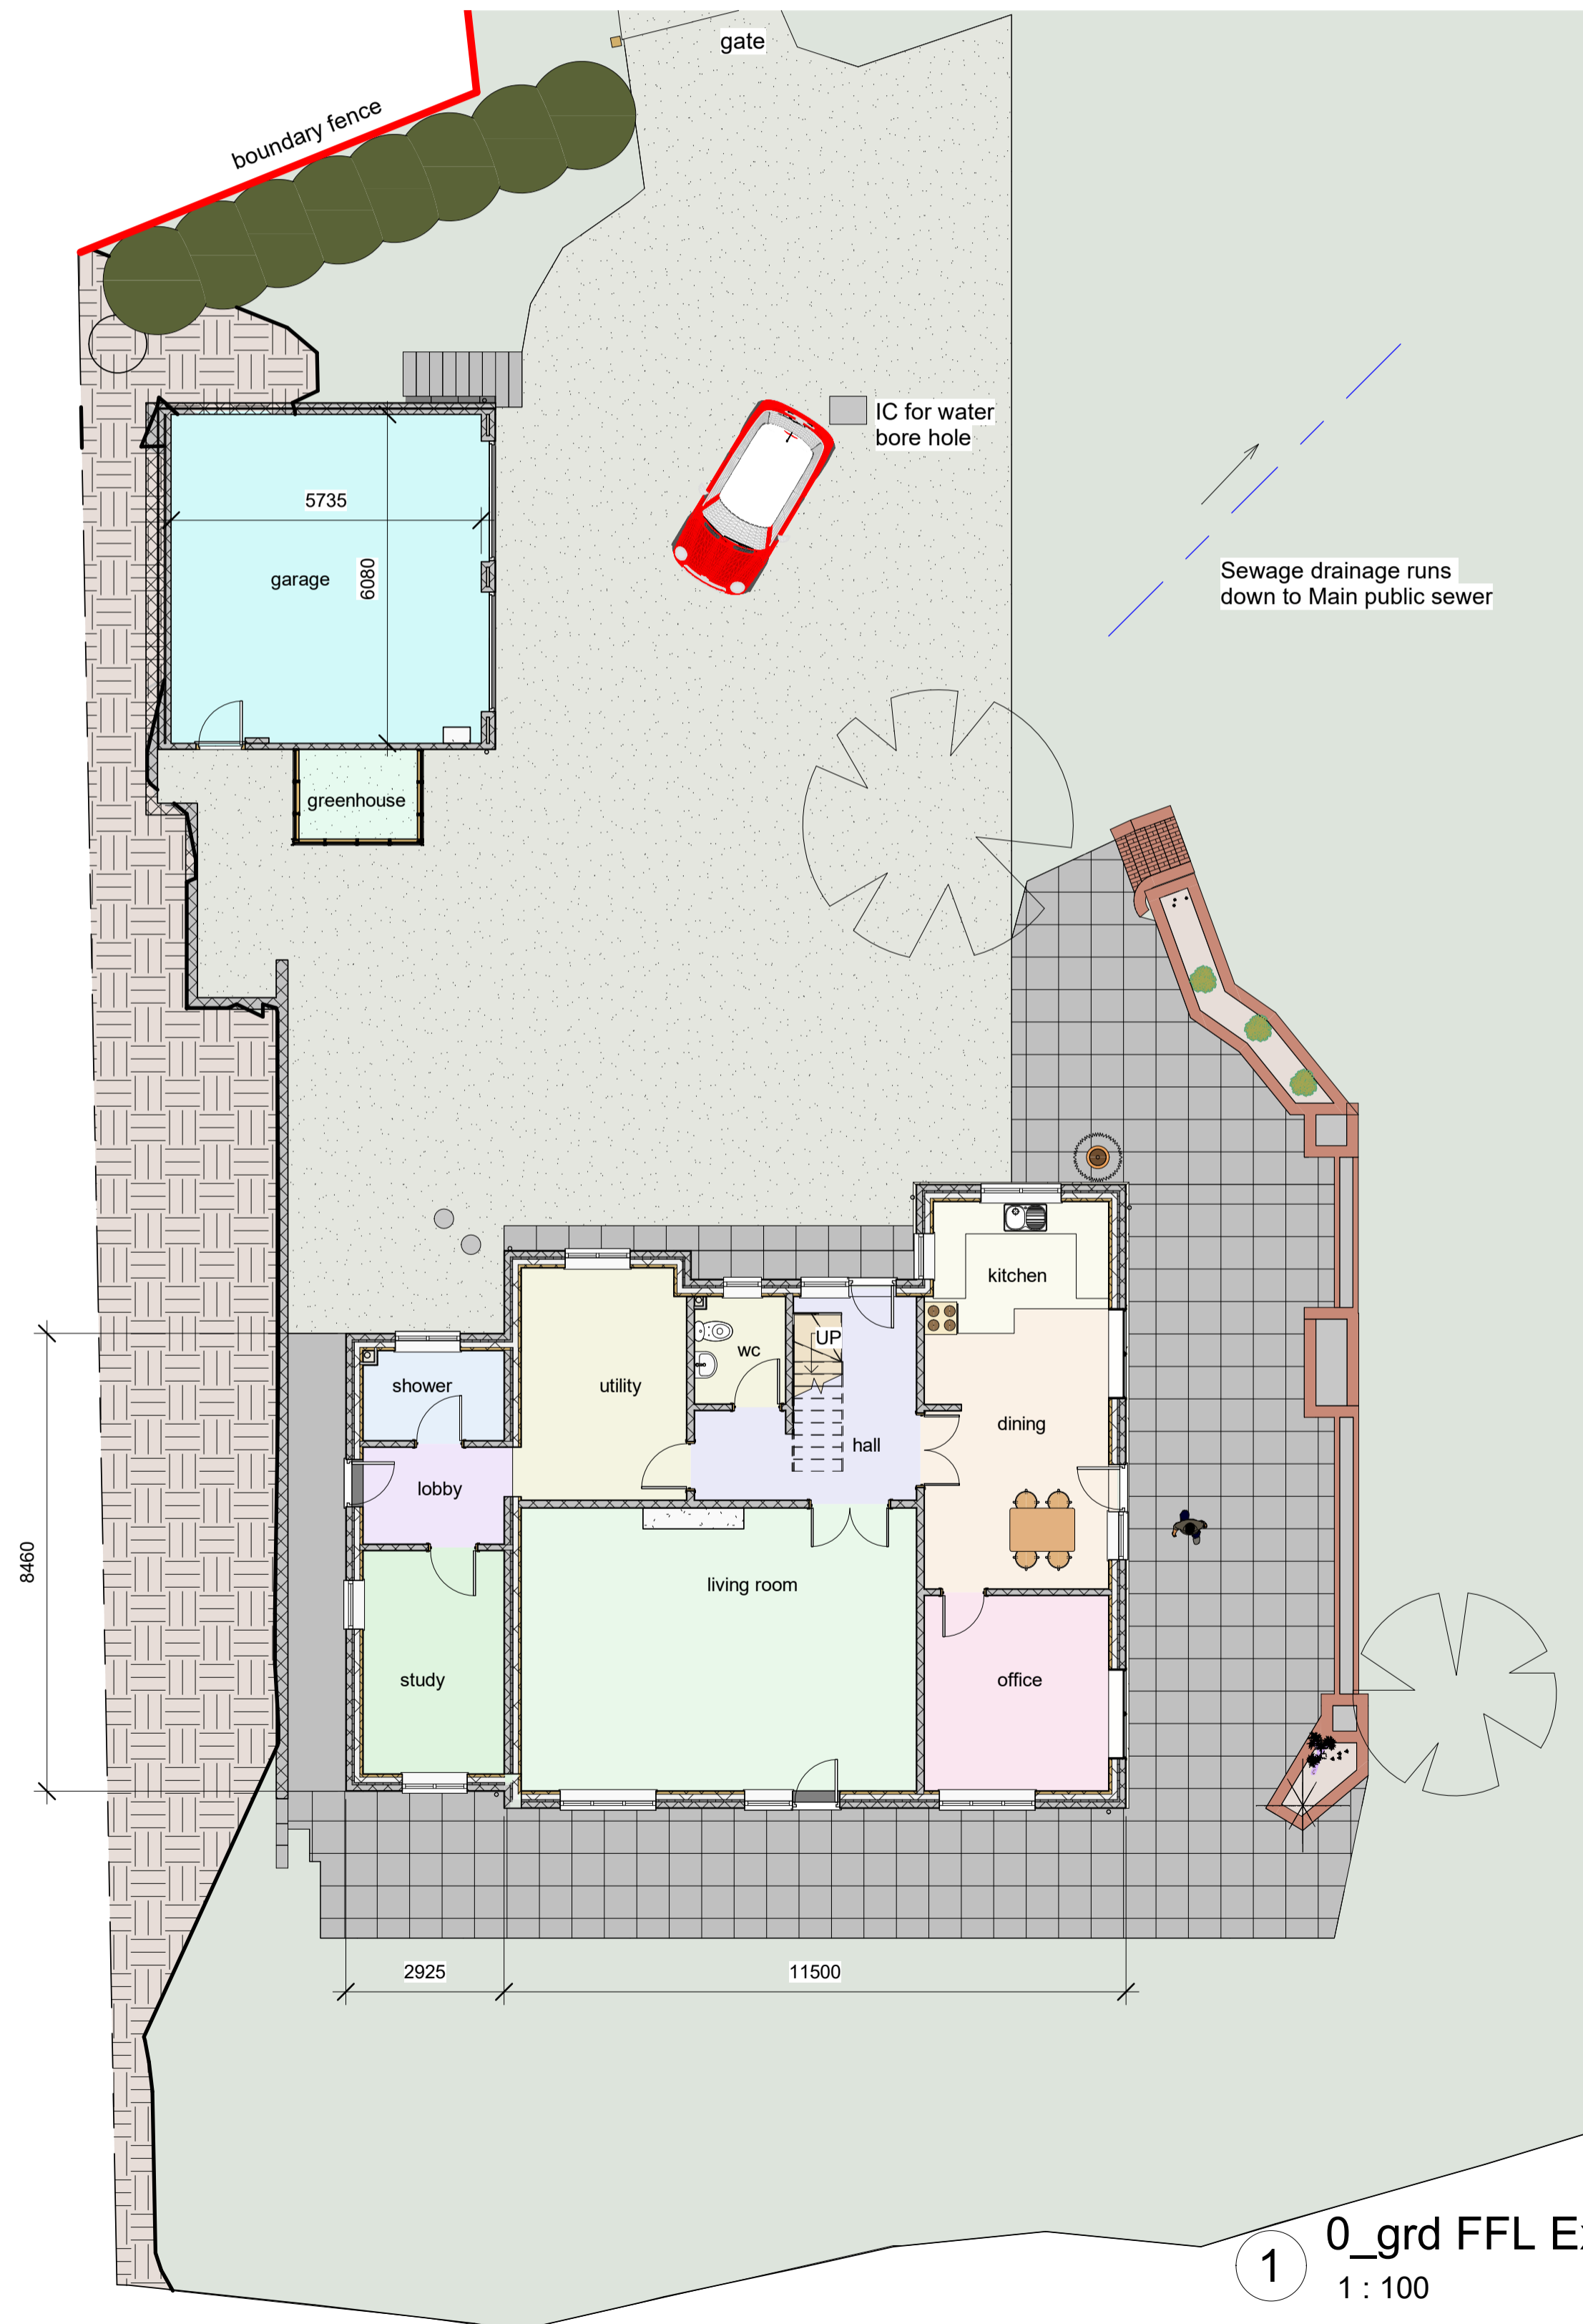 gate
boundary fence
IC for water
bore hole
5735
garage
6080
Sewage drainage runs
down to Main public sewer
greenhouse
kitchen
UP
wc
shower
utility
dining
hall
lobby
8460
living room
study
office
2925
11500
1
0_grd FFL Ex
1 : 100